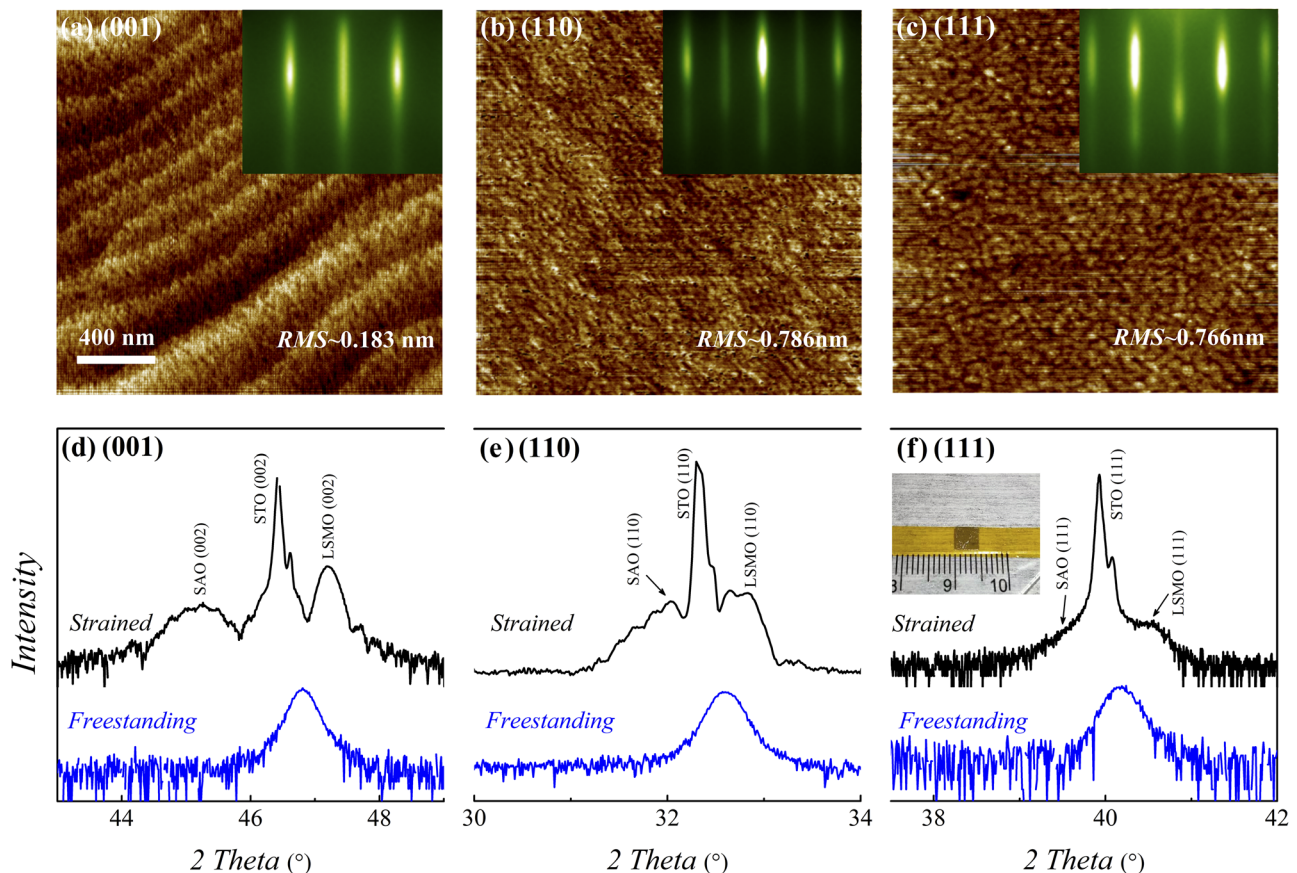 (a) (001)
(b) (110)
(c) (111)
400 nm
RMS~0.183 nm
RMS~0.786nm
RMS~0.766nm
(d) (001)
SAO (002)
STO (002)
LSMO (002)
Strained
Freestanding
(e) (110)
SAO (110)
STO (110)
LSMO (110)
Strained
Freestanding
(f) (111)
9
10
SAO (111)
STO (111)
LSMO (111)
Strained
Freestanding
Intensity
44 46 48
30 32 34
38 40 42
2 Theta (°)
2 Theta (°)
2 Theta (°)